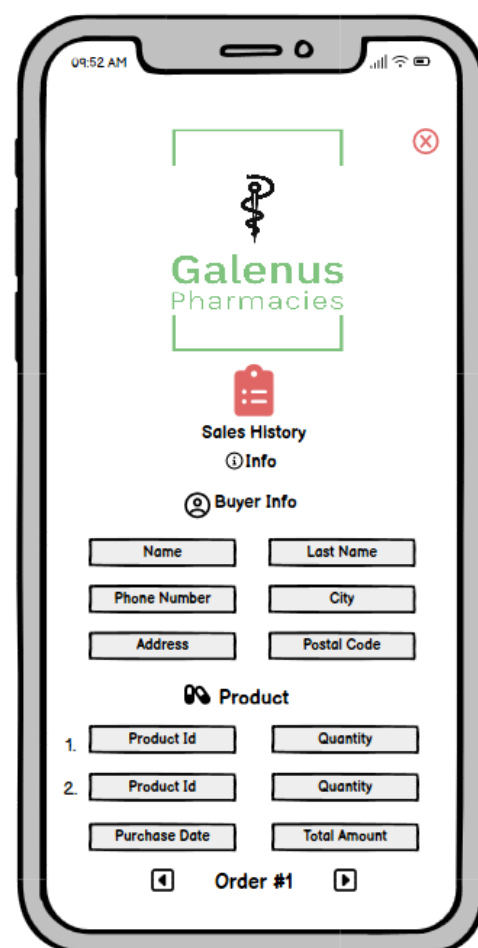 09:52 AM
Galenus
Pharmacies
Sales History
Info
Buyer Info
Name Last Name
Phone Number City
Address Postal Code
Product
1. Product Id Quantity
2. Product Id Quantity
Purchase Date Total Amount
Order #1